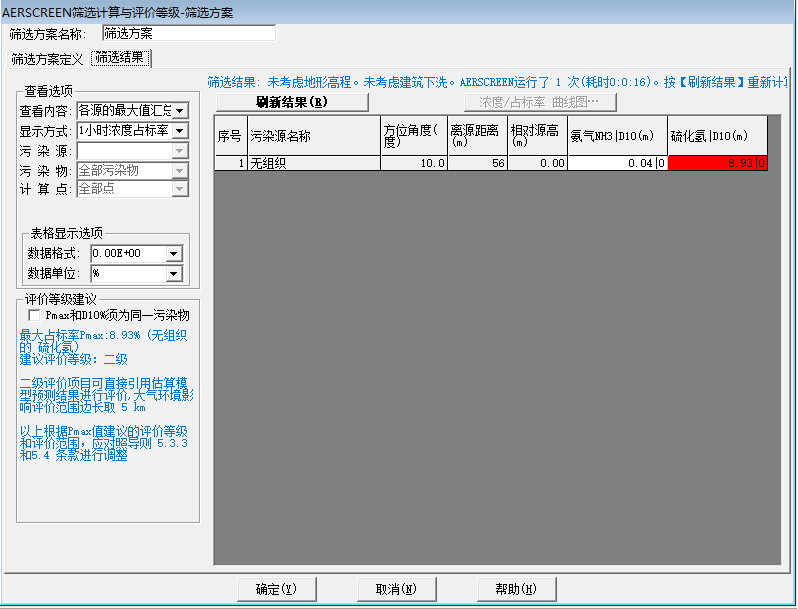 AERSCREEN筛选计算与评价等级-筛选方案
筛选方案名称: 筛选方案
筛选方案定义 筛选结果
查看选项
查看内容: 各源的最大值汇总
显示方式: 1小时浓度占标率
污 染 源:
污 染 物: 全部污染物
计 算 点: 全部点
表格显示选项
数据格式: 0.00E+00
数据单位: %
评价等级建议
Pmax和D10%须为同一污染物
最大占标率Pmax:8.93% (无组织
的 硫化氢)
建议评价等级: 二级
二级评价项目可直接引用估算模
型预测结果进行评价,大气环境影
响评价范围边长取 5 km
以上根据Pmax值建议的评价等级
和评价范围, 应对照导则 5.3.3
和5.4 条款进行调整
筛选结果: 未考虑地形高程。未考虑建筑下洗。AERSCREEN运行了 1 次(耗时0:0:16)。按【刷新结果】重新计
刷新结果(R) 浓度/占标率 曲线图…
序号 污染源名称 方位角度(度) 离源距离(m) 相对源高(m) 氨气NH3|D10(m) 硫化氢|D10(m)
1 无组织 10.0 56 0.00 0.04|0 8.93|0
确定(Y) 取消(N) 帮助(H)